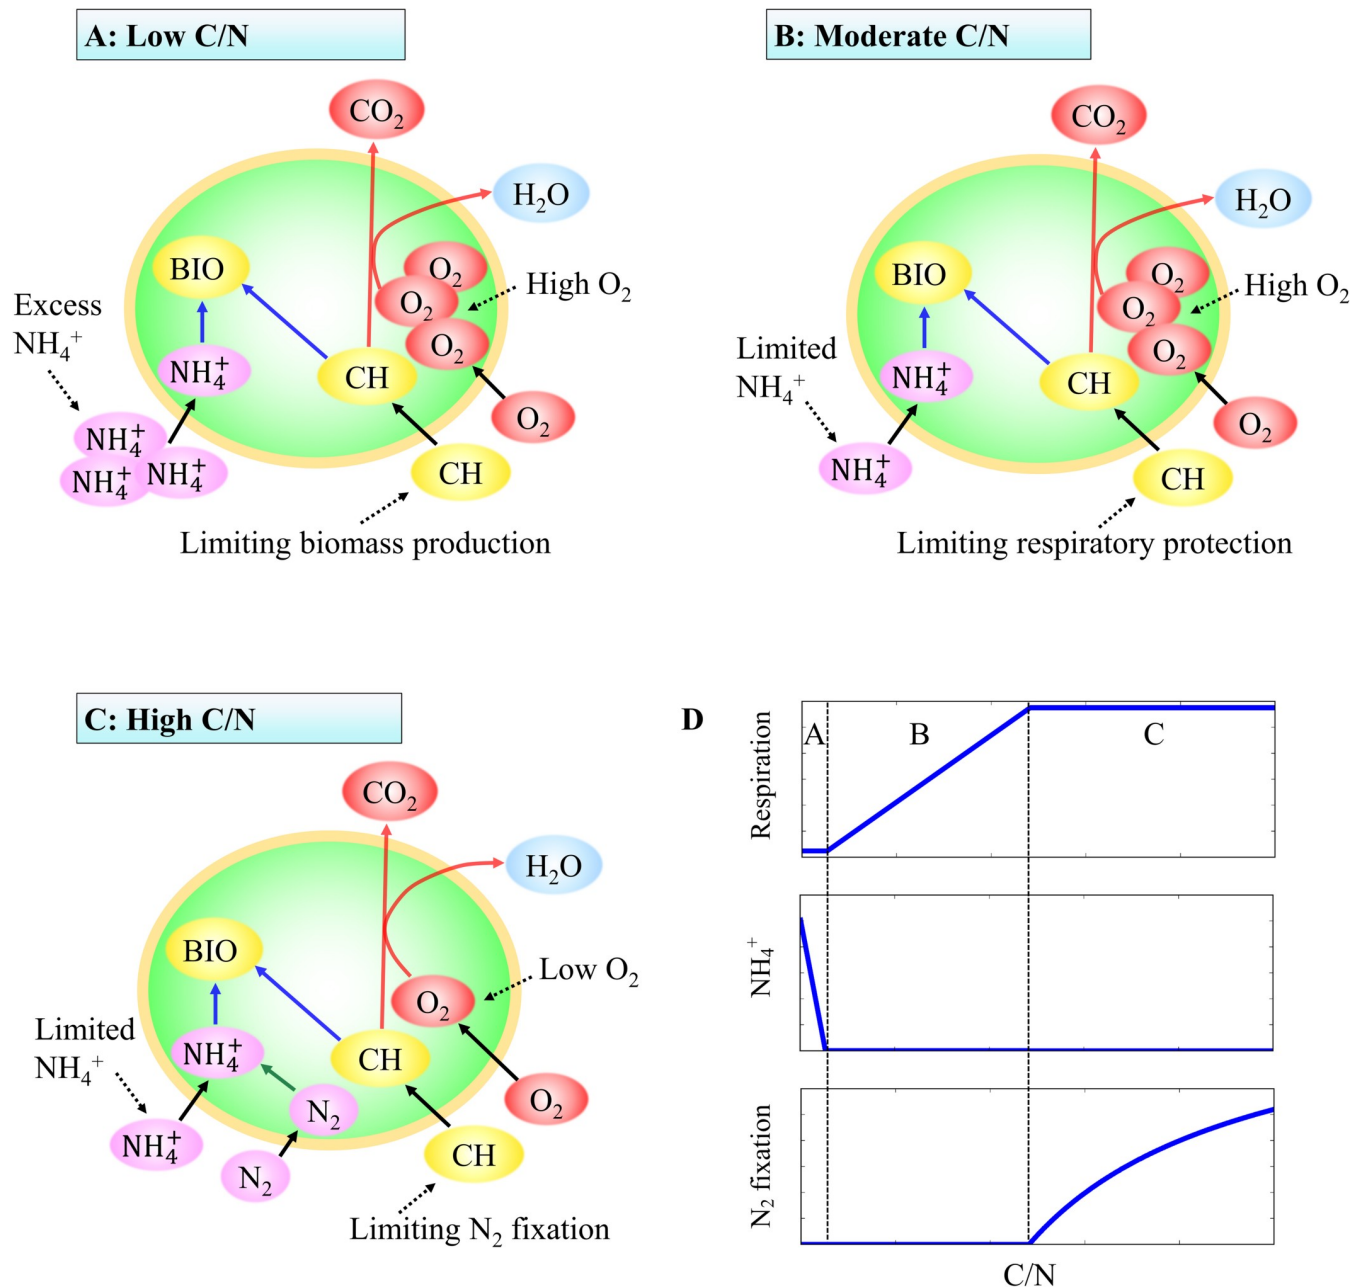 A: Low C/N
CO₂
H₂O
BIO
O₂
O₂
O₂
High O₂
Excess
NH₄⁺
NH₄⁺
CH
O₂
NH₄⁺
NH₄⁺
NH₄⁺
CH
Limiting biomass production
B: Moderate C/N
CO₂
H₂O
BIO
O₂
O₂
O₂
High O₂
Limited
NH₄⁺
NH₄⁺
CH
O₂
NH₄⁺
CH
Limiting respiratory protection
C: High C/N
CO₂
H₂O
BIO
O₂
Low O₂
Limited
NH₄⁺
NH₄⁺
CH
N₂
O₂
NH₄⁺
N₂
CH
Limiting N₂ fixation
D
Respiration
A
B
C
NH₄⁺
N₂ fixation
C/N